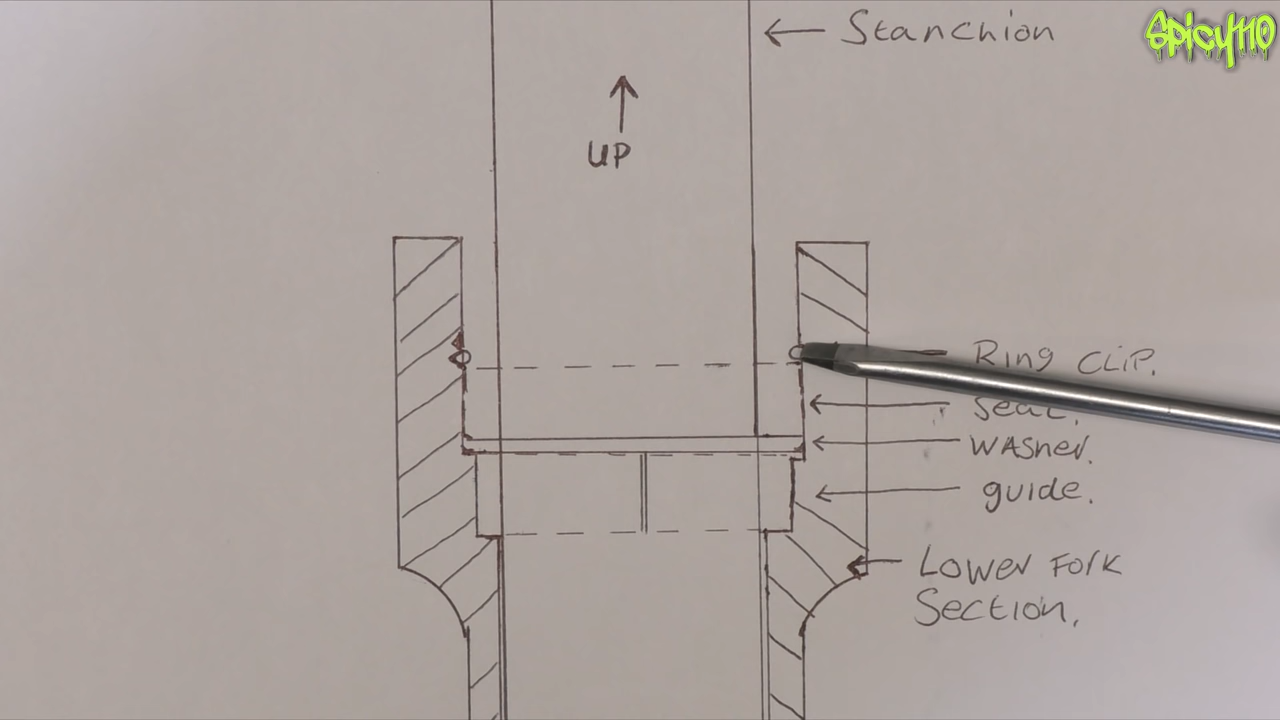 Spicy110
Stanchion
UP
Ring CLiP.
Seal.
WASher.
guide.
Lower Fork
Section.